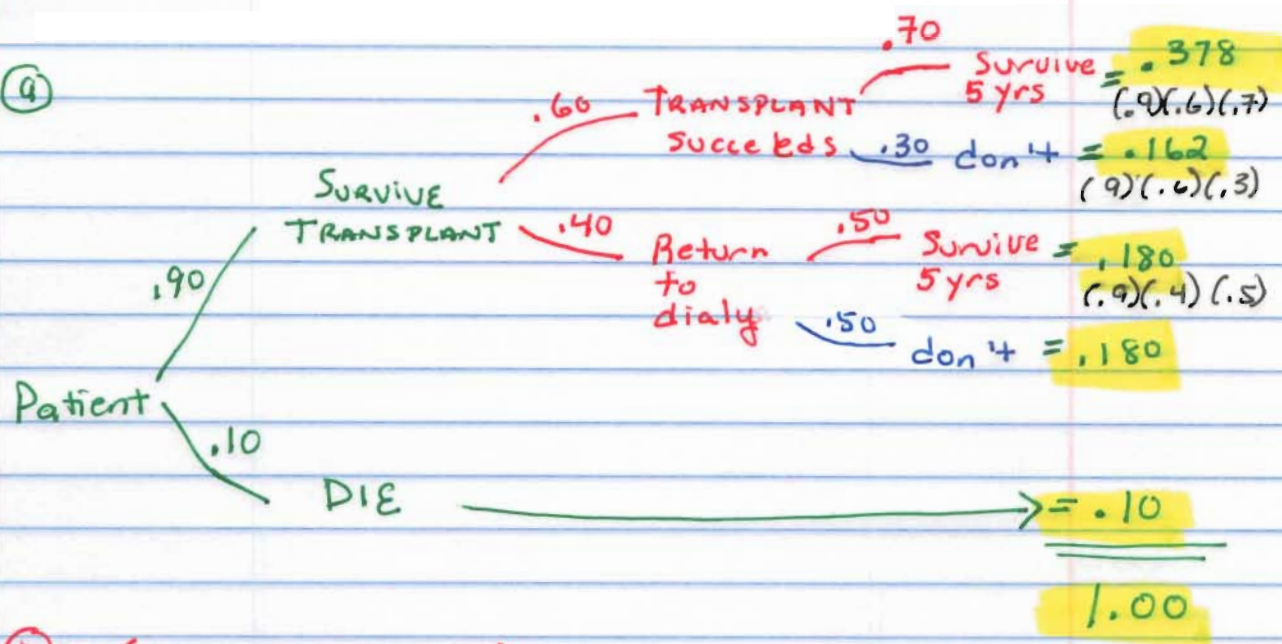 .70
(a)
Survive = .378
5 yrs (.9)(.6)(.7)
.60 TRANSPLANT
succeeds .30 don't = .162
(.9)(.6)(.3)
SURVIVE
TRANSPLANT .40 Return .50 Survive = .180
to 5 yrs (.9)(.4)(.5)
dialy .50 don't = .180
.90
Patient
.10
DIE = .10
1.00